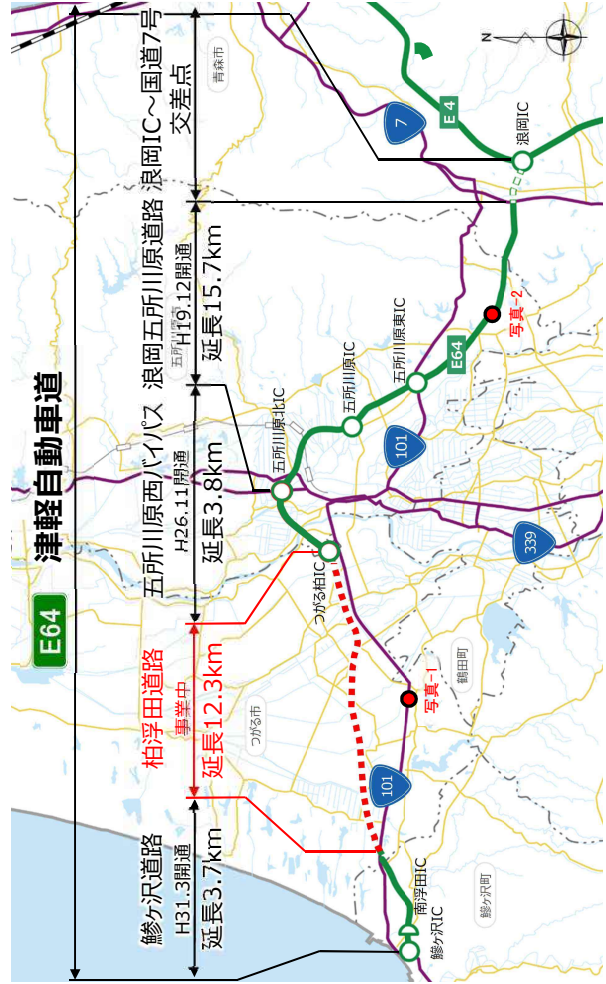 E64 津軽自動車道
鰺ヶ沢道路
H31.3開通
延長3.7km
柏浮田道路
事業中
延長12.3km
五所川原西バイパス
H26.11開通
延長3.8km
浪岡五所川原道路
H19.12開通
延長15.7km
浪岡IC～国道7号
交差点
青森市
五所川原市
つがる市
鶴田町
鰺ヶ沢町
鰺ヶ沢IC
南浮田IC
つがる柏IC
五所川原北IC
五所川原IC
五所川原東IC
浪岡IC
101
101
339
7
E4
E64
写真-1
写真-2
N